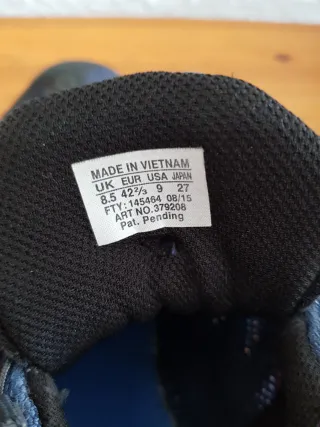 MADE IN VIETNAM
UK EUR USA JAPAN
8.5 42⅔ 9 27
FTY: 145464 08/15
ART NO.379208
Pat. Pending